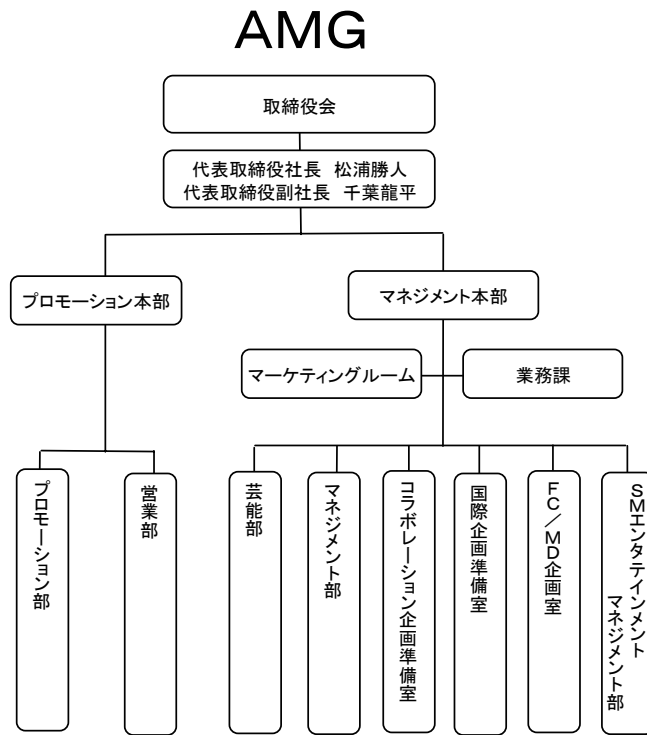 AMG
取締役会
代表取締役社長 松浦勝人
代表取締役副社長 千葉龍平
プロモーション本部
マネジメント本部
マーケティングルーム
業務課
プロモーション部
営業部
芸能部
マネジメント部
コラボレーション企画準備室
国際企画準備室
FC/MD企画室
SMエンタテインメント
マネジメント部